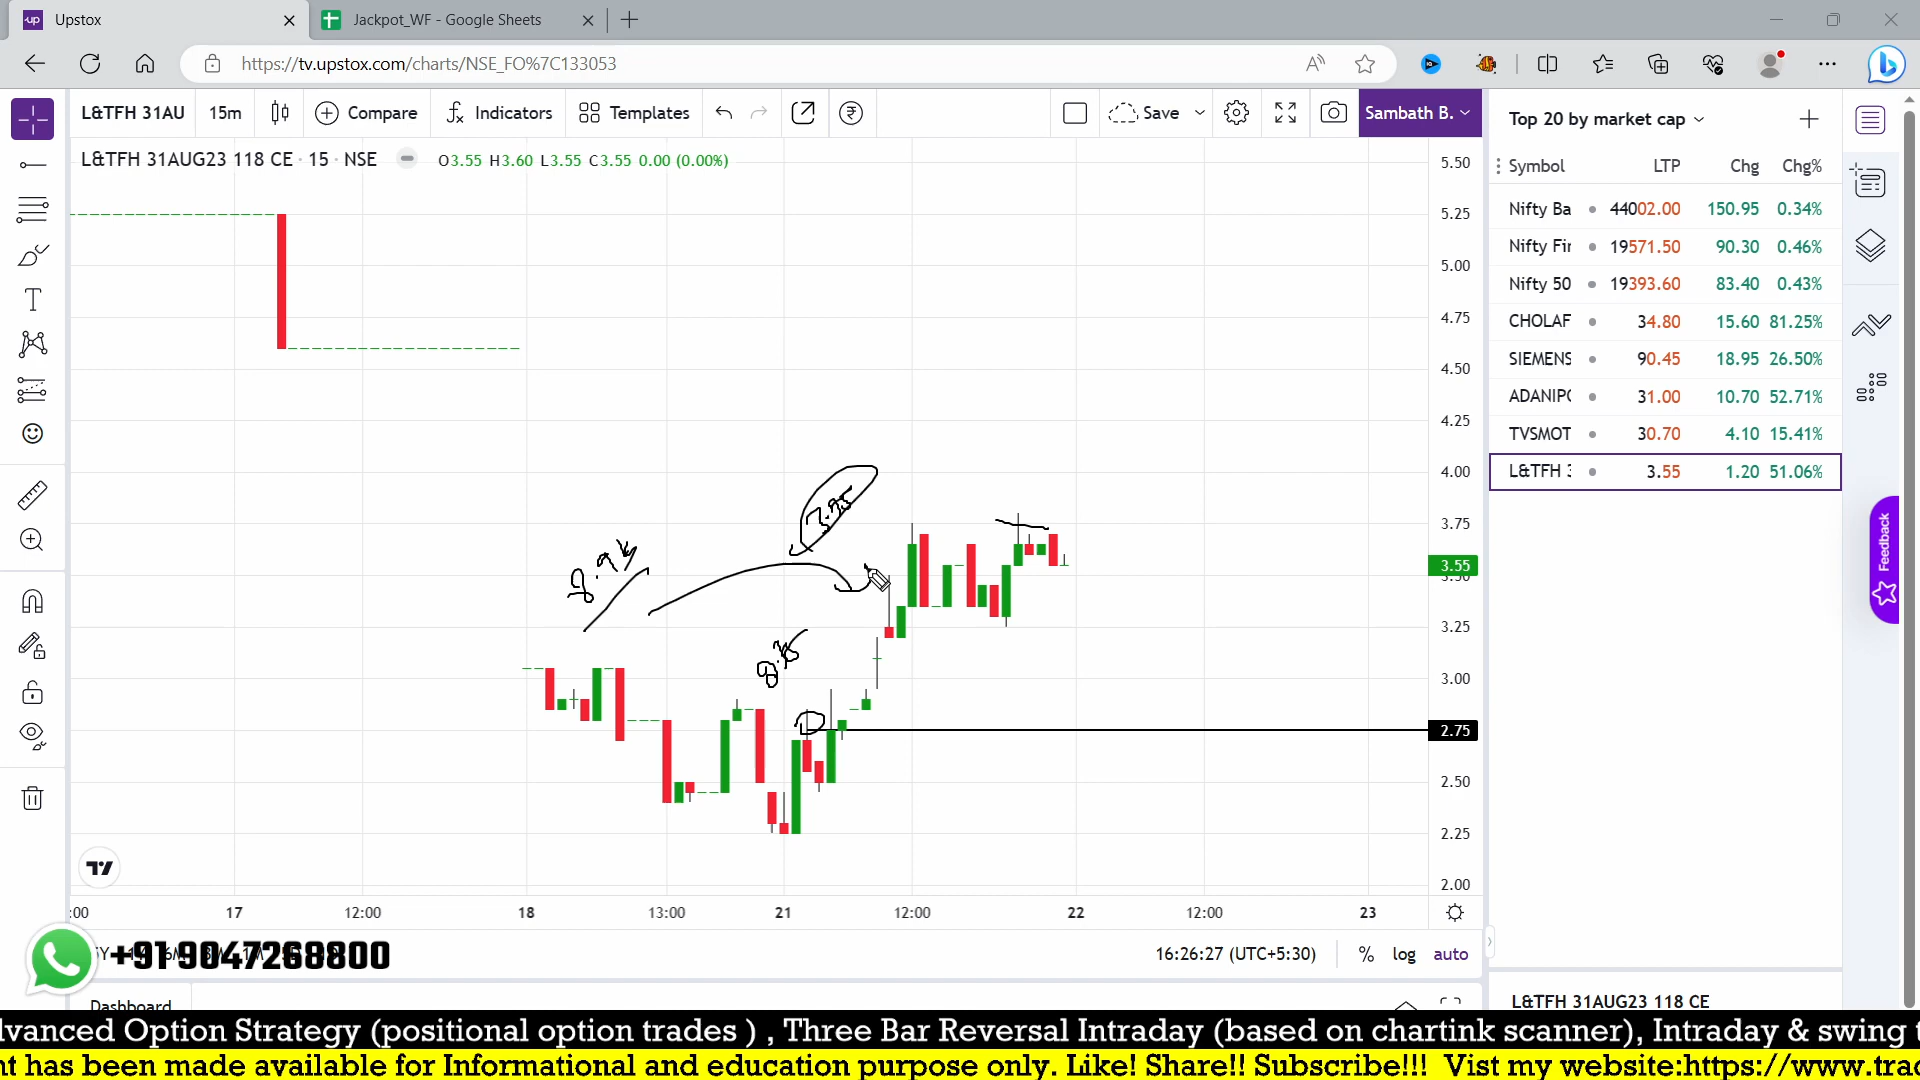 Upstox
Jackpot_WF - Google Sheets
https://tv.upstox.com/charts/NSE_FO%7C133053
L&TFH 31AU 15m Compare Indicators Templates Save Sambath B.
L&TFH 31AUG23 118 CE · 15 · NSE O3.55 H3.60 L3.55 C3.55 0.00 (0.00%)
5.50
5.25
5.00
4.75
4.50
4.25
4.00
3.75
3.55
3.50
3.25
3.00
2.75
2.50
2.25
2.00
:00 17 12:00 18 13:00 21 12:00 22 12:00 23
16:26:27 (UTC+5:30) % log auto
+91 9047268800
Dashboard
Top 20 by market cap
Symbol LTP Chg Chg%
Nifty Ba 44002.00 150.95 0.34%
Nifty Fir 19571.50 90.30 0.46%
Nifty 50 19393.60 83.40 0.43%
CHOLAF 34.80 15.60 81.25%
SIEMENS 90.45 18.95 26.50%
ADANIPO 31.00 10.70 52.71%
TVSMOT 30.70 4.10 15.41%
L&TFH 3 3.55 1.20 51.06%
Feedback
L&TFH 31AUG23 118 CE
dvanced Option Strategy (positional option trades ) , Three Bar Reversal Intraday (based on chartink scanner), Intraday & swing t
nt has been made available for Informational and education purpose only. Like! Share!! Subscribe!!! Vist my website:https://www.trac